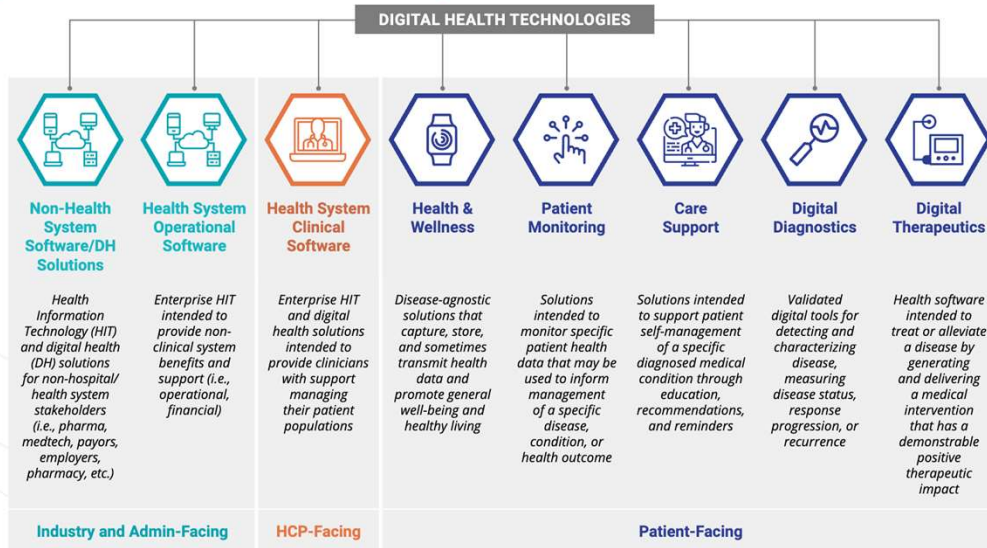 DIGITAL HEALTH TECHNOLOGIES
Non-Health
System
Software/DH
Solutions
Health
Information
Technology (HIT)
and digital health
(DH) solutions
for non-hospital/
health system
stakeholders
(i.e., pharma,
medtech, payors,
employers,
pharmacy, etc.)
Health System
Operational
Software
Enterprise HIT
intended to
provide non-
clinical system
benefits and
support (i.e.,
operational,
financial)
Health System
Clinical
Software
Enterprise HIT
and digital
health solutions
intended to
provide clinicians
with support
managing
their patient
populations
Health &
Wellness
Disease-agnostic
solutions that
capture, store,
and sometimes
transmit health
data and
promote general
well-being and
healthy living
Patient
Monitoring
Solutions
intended to
monitor specific
patient health
data that may be
used to inform
management
of a specific
disease,
condition, or
health outcome
Care
Support
Solutions intended
to support patient
self-management
of a specific
diagnosed medical
condition through
education,
recommendations,
and reminders
Digital
Diagnostics
Validated
digital tools for
detecting and
characterizing
disease,
measuring
disease status,
response
progression, or
recurrence
Digital
Therapeutics
Health software
intended to
treat or alleviate
a disease by
generating
and delivering
a medical
intervention
that has a
demonstrable
positive
therapeutic
impact
Industry and Admin-Facing
HCP-Facing
Patient-Facing